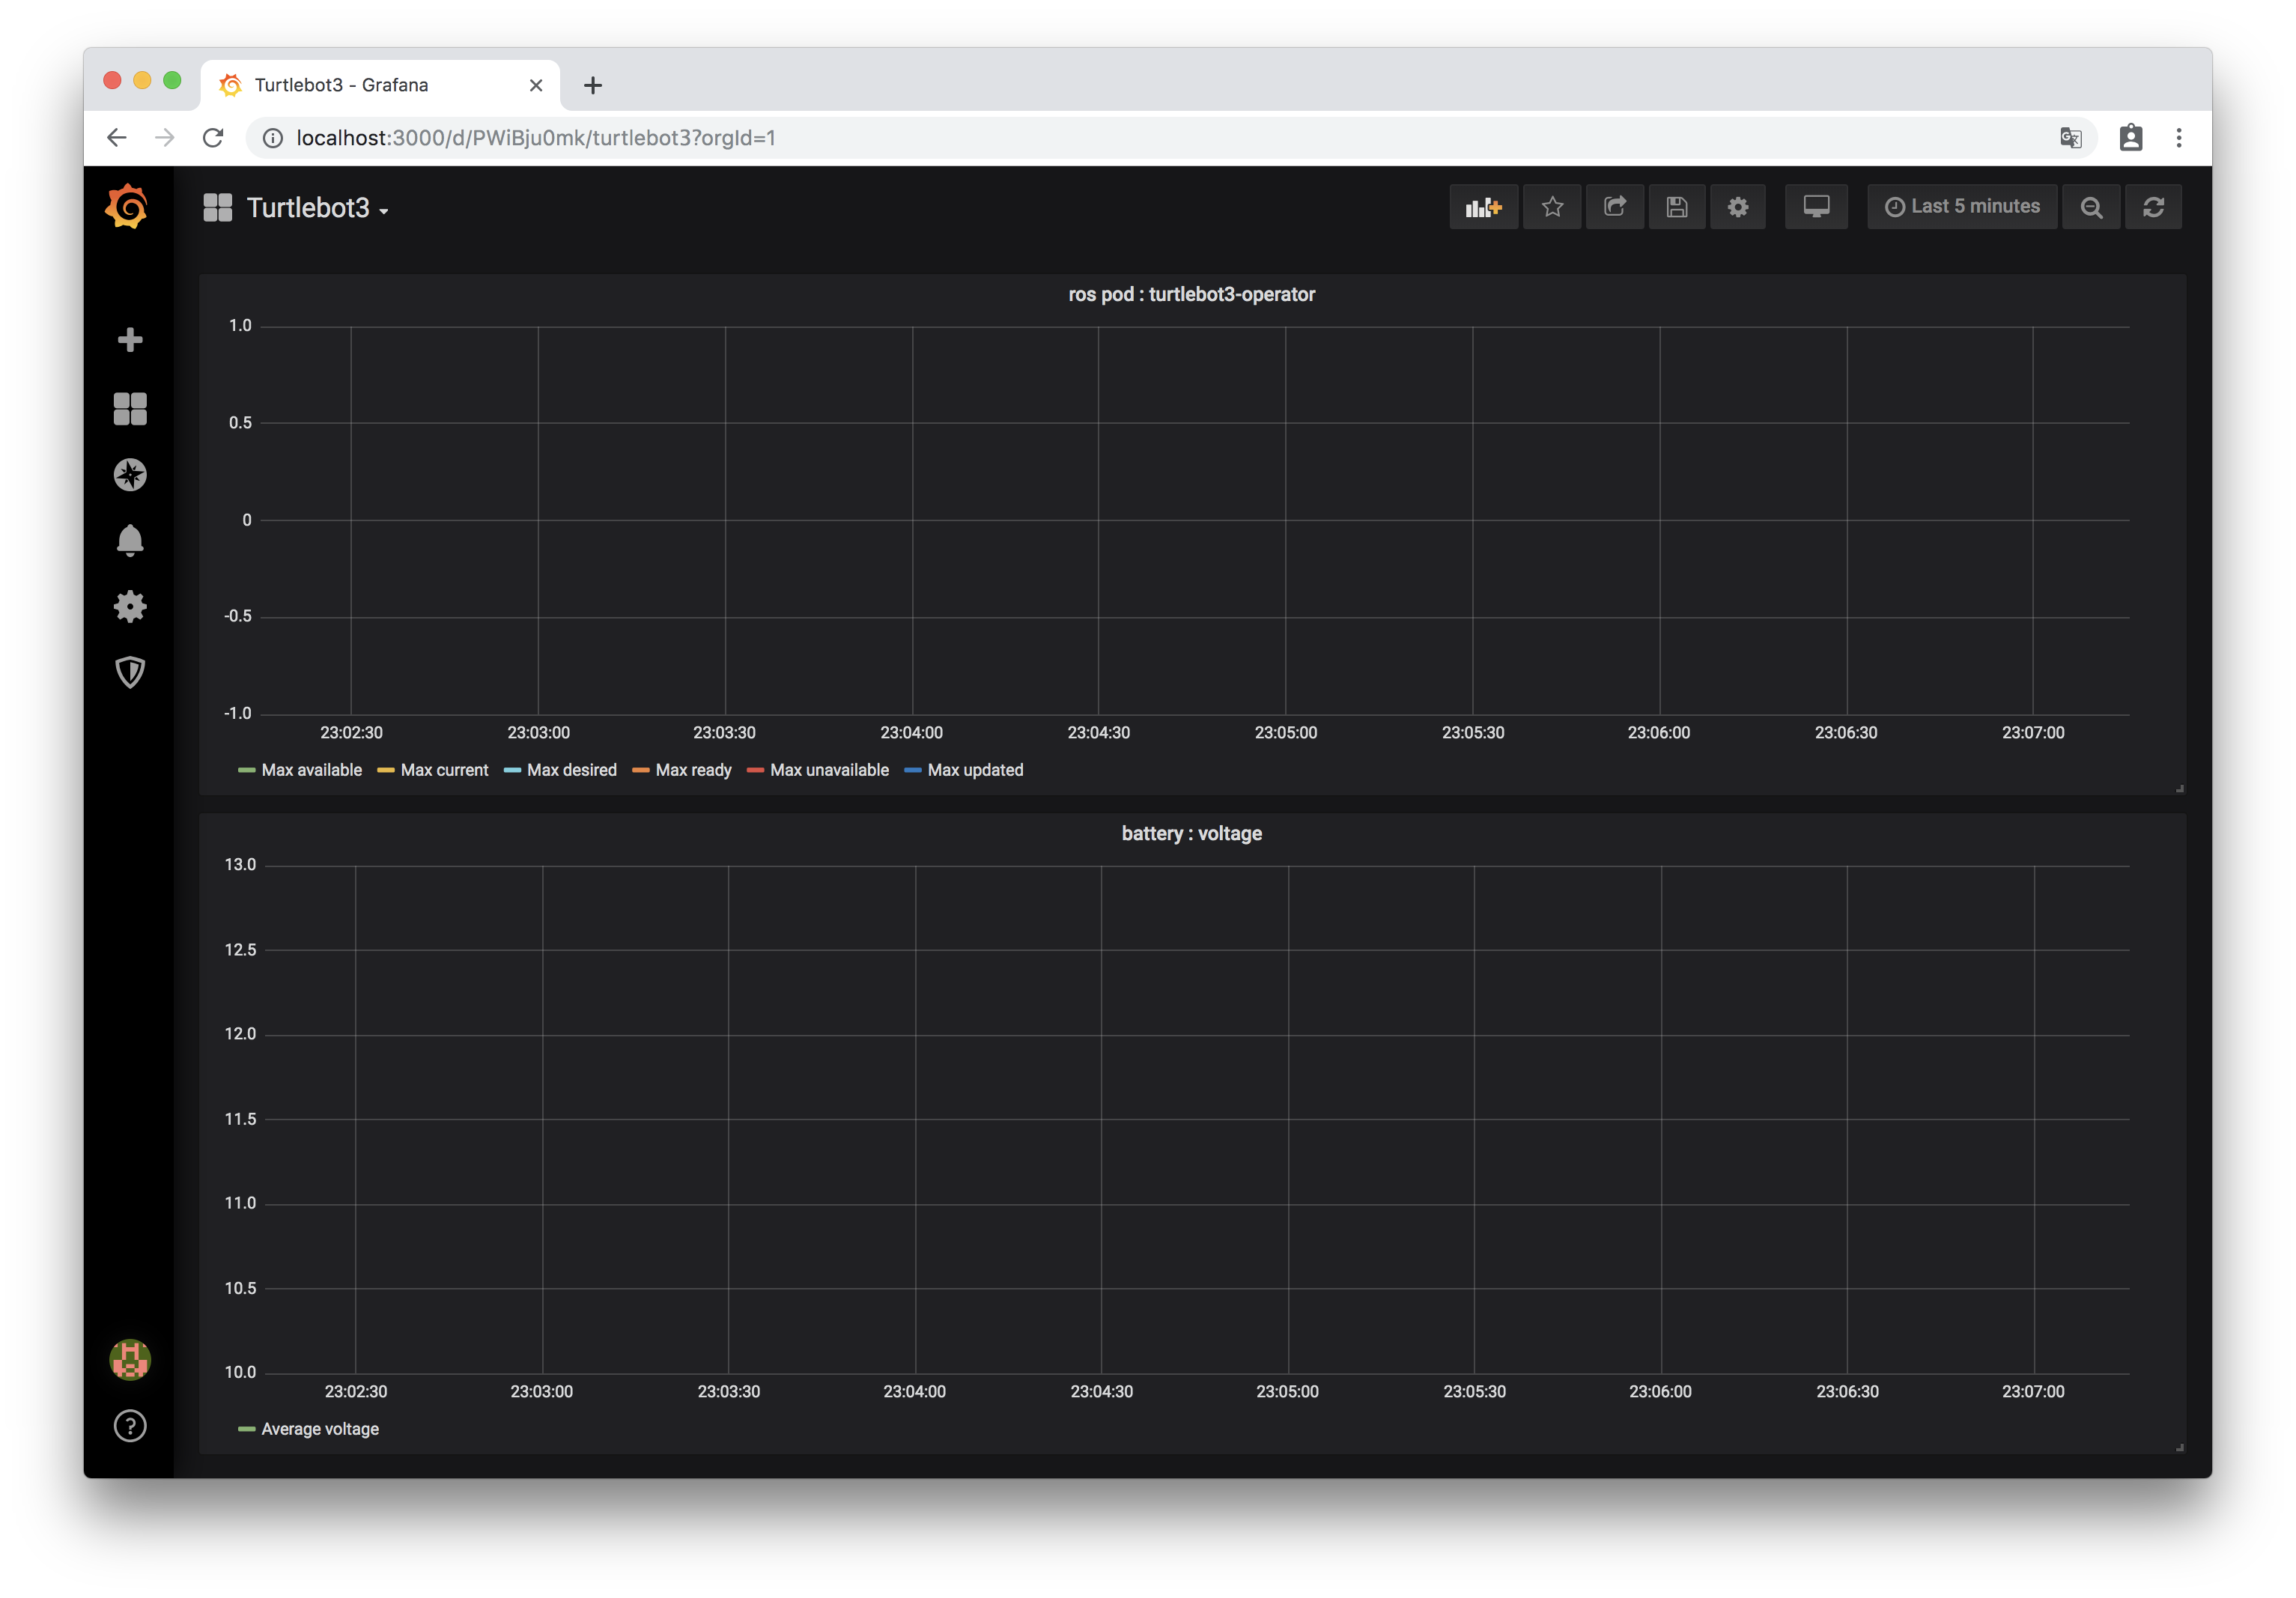 Turtlebot3 - Grafana
localhost:3000/d/PWiBju0mk/turtlebot3?orgId=1
Turtlebot3
Last 5 minutes
ros pod : turtlebot3-operator
1.0
0.5
0
-0.5
-1.0
23:02:30 23:03:00 23:03:30 23:04:00 23:04:30 23:05:00 23:05:30 23:06:00 23:06:30 23:07:00
Max available Max current Max desired Max ready Max unavailable Max updated
battery : voltage
13.0
12.5
12.0
11.5
11.0
10.5
10.0
23:02:30 23:03:00 23:03:30 23:04:00 23:04:30 23:05:00 23:05:30 23:06:00 23:06:30 23:07:00
Average voltage